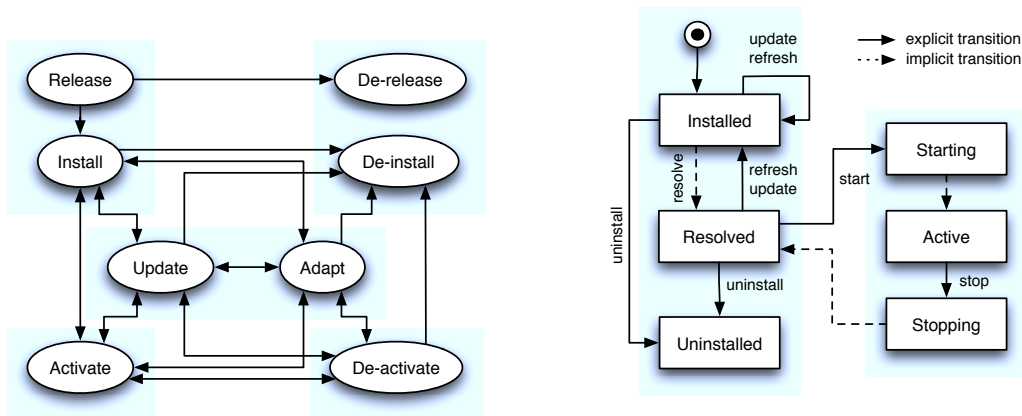 Release
De-release
Install
De-install
Update
Adapt
Activate
De-activate
update
refresh
explicit transition
implicit transition
Installed
Starting
resolve
refresh
update
start
uninstall
Resolved
Active
uninstall
stop
Uninstalled
Stopping